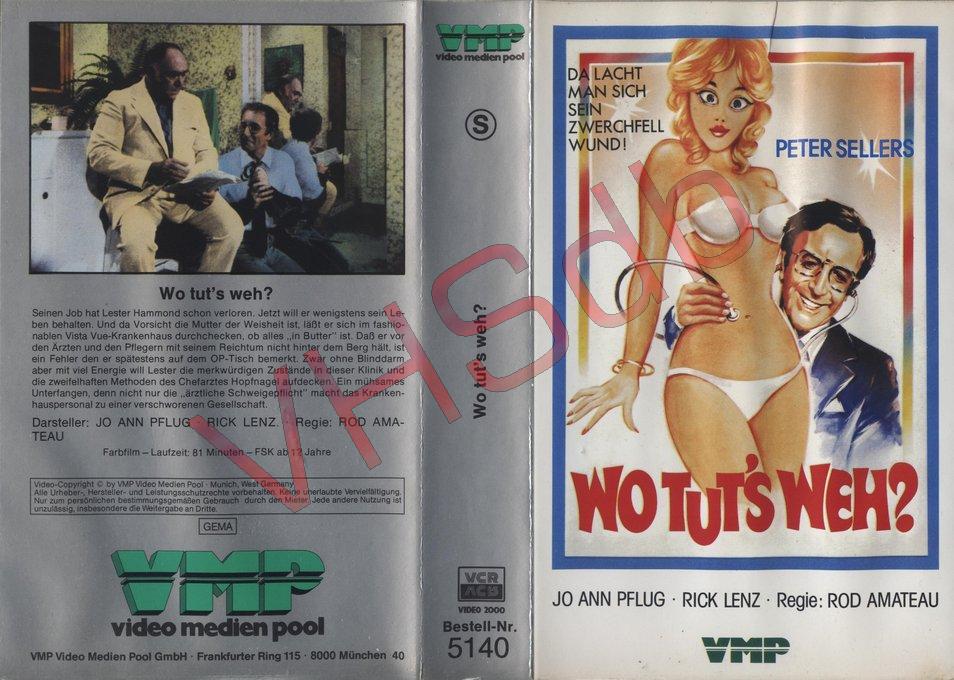 Wo tut's weh?
Seinen Job hat Lester Hammond schon verloren. Jetzt will er wenigstens sein Le-
ben behalten. Und da Vorsicht die Mutter der Weisheit ist, läßt er sich im fashio-
nablen Vista Vue-Krankenhaus durchchecken, ob alles „in Butter" ist. Daß er vor
den Ärzten und den Pflegern mit seinem Reichtum nicht hinter dem Berg hält, ist
ein Fehler den er spätestens auf dem OP-Tisch bemerkt. Zwar ohne Blinddarm
aber mit viel Energie will Lester die merkwürdigen Zustände in dieser Klinik und
die zweifelhaften Methoden des Chefarztes Hopfnagel aufdecken. Ein mühsames
Unterfangen, denn nicht nur die „ärztliche Schweigepflicht" macht das Kranken-
hauspersonal zu einer verschworenen Gesellschaft.
Darsteller: JO ANN PFLUG · RICK LENZ · Regie: ROD AMA-
TEAU
Farbfilm – Laufzeit: 81 Minuten – FSK ab 12 Jahre
Video-Copyright © by VMP Video Medien Pool · Munich, West Germany
Alle Urheber-, Hersteller- und Leistungsschutzrechte vorbehalten. Keine unerlaubte Vervielfältigung.
Nur zum persönlichen bestimmungsgemäßen Gebrauch durch den Mieter. Jede andere Nutzung ist
unzulässig, insbesondere die Weitergabe an Dritte.
GEMA
VMP
video medien pool
VMP Video Medien Pool GmbH · Frankfurter Ring 115 · 8000 München 40
VMP
video medien pool
S
Wo tut's weh?
VCR
VIDEO 2000
Bestell-Nr.
5140
DA LACHT
MAN SICH
SEIN
ZWERCHFELL
WUND!
PETER SELLERS
WO TUT'S WEH?
JO ANN PFLUG · RICK LENZ · Regie: ROD AMATEAU
VMP
VHSdb